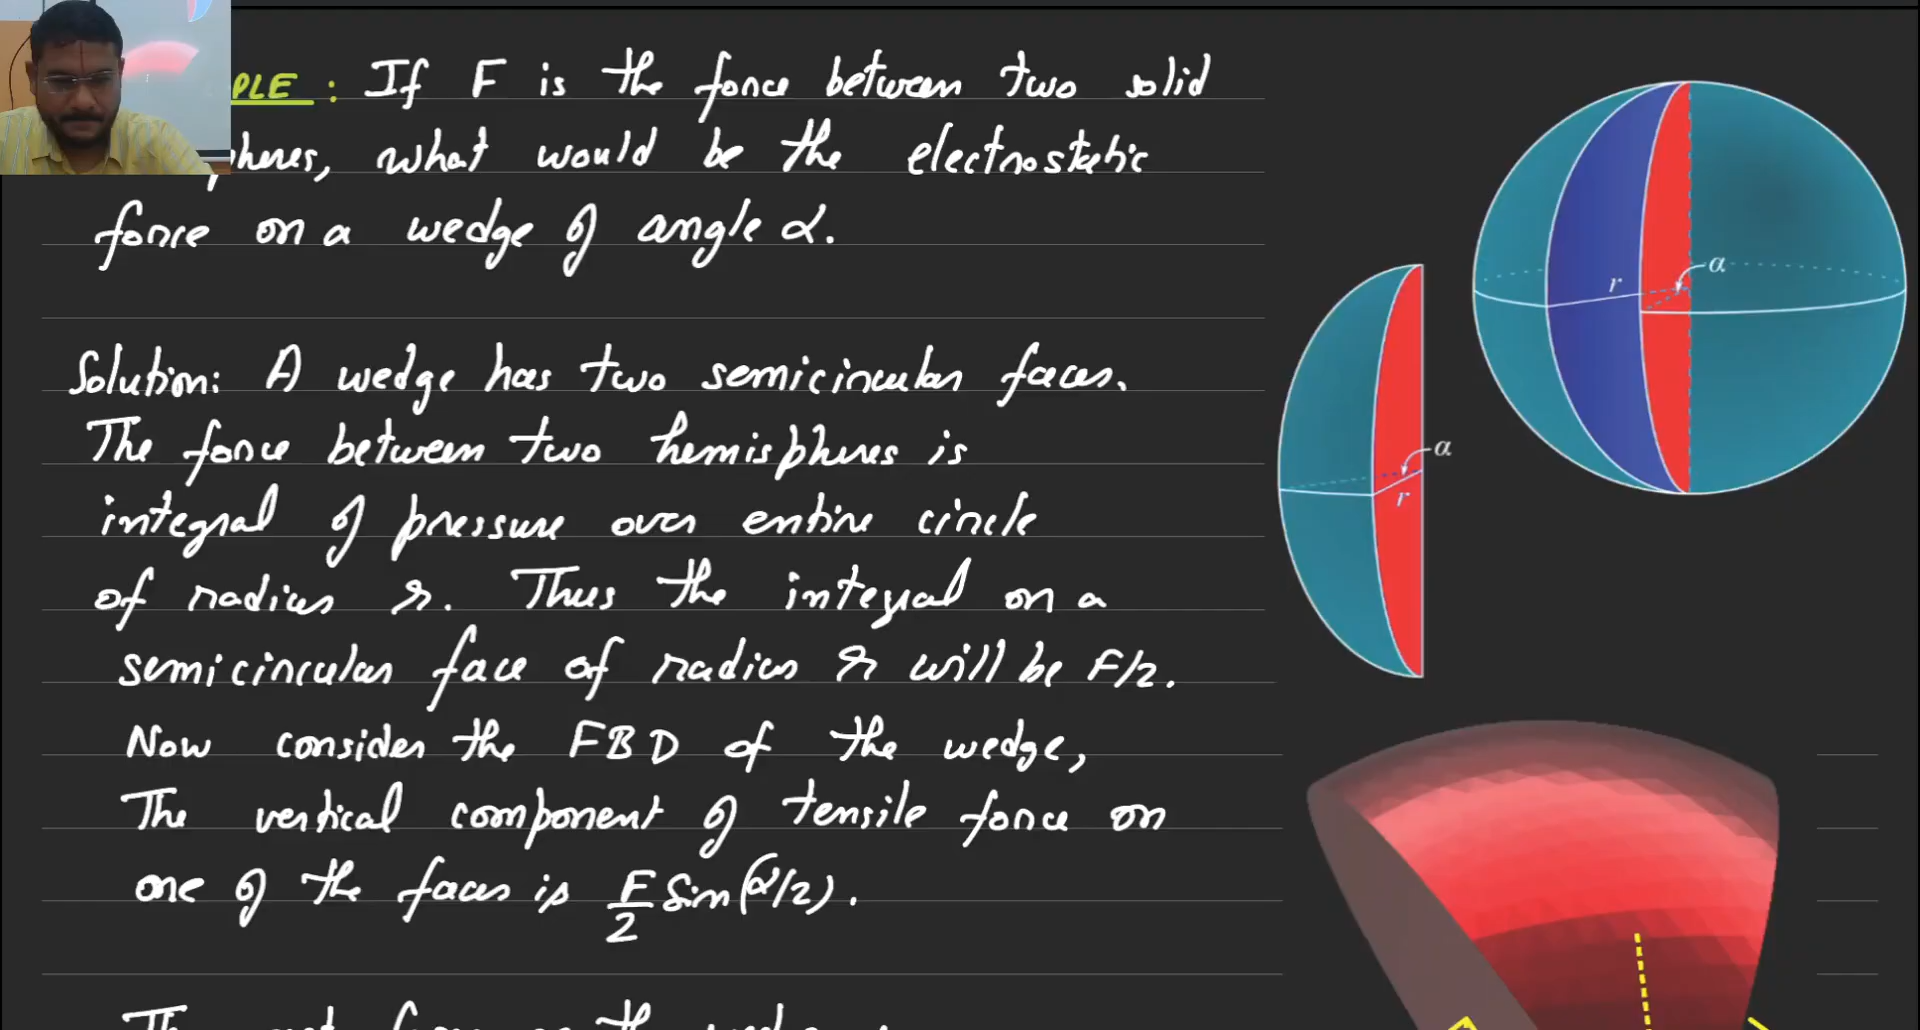 PLE : If F is the force between two solid
heres, what would be the electrostatic
force on a wedge of angle α.
Solution: A wedge has two semicircular faces.
The force between two hemispheres is
integral of pressure over entire circle
of radius r. Thus the integral on a
semicircular face of radius r will be F/2.
Now consider the FBD of the wedge,
The vertical component of tensile force on
one of the faces is F/2 Sin(α/2).
r
α
α
r